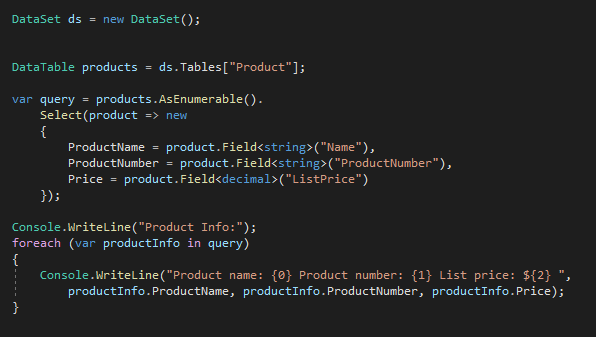 DataSet ds = new DataSet();
DataTable products = ds.Tables["Product"];
var query = products.AsEnumerable().
    Select(product => new
    {
        ProductName = product.Field<string>("Name"),
        ProductNumber = product.Field<string>("ProductNumber"),
        Price = product.Field<decimal>("ListPrice")
    });
Console.WriteLine("Product Info:");
foreach (var productInfo in query)
{
    Console.WriteLine("Product name: {0} Product number: {1} List price: ${2} ",
        productInfo.ProductName, productInfo.ProductNumber, productInfo.Price);
}